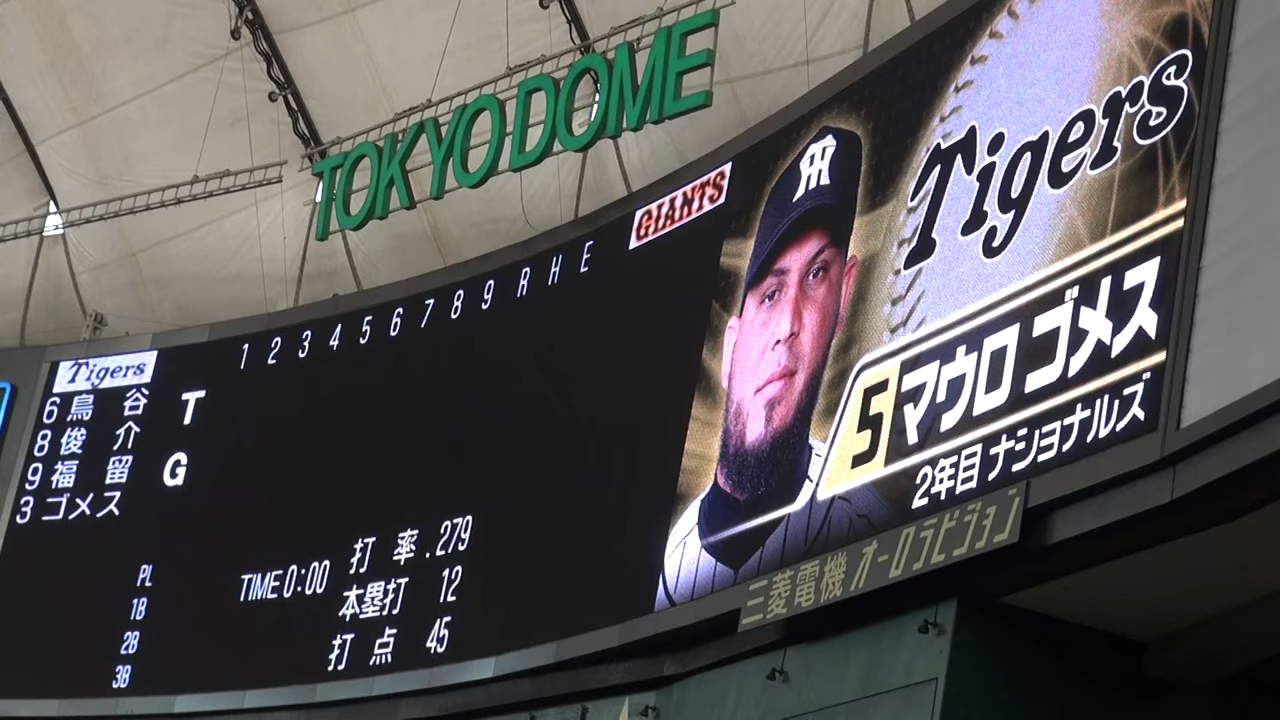 TOKYO DOME
GIANTS
1 2 3 4 5 6 7 8 9 R H E
Tigers
6 鳥谷
8 俊介
9 福留
3 ゴメス
T
G
PL
1B
2B
3B
TIME 0:00
打率 .279
本塁打 12
打点 45
Tigers
5 マウロ ゴメス
2年目 ナショナルズ
三菱電機 オーロラビジョン